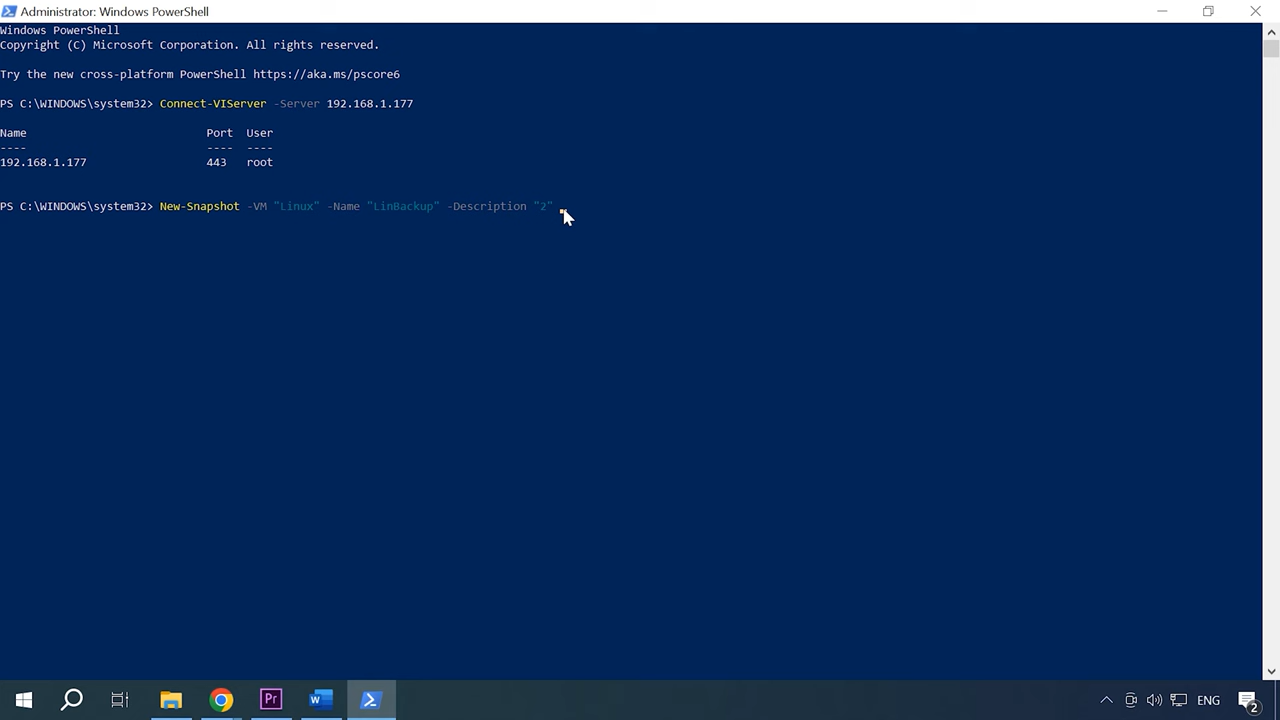 Administrator: Windows PowerShell
Windows PowerShell
Copyright (C) Microsoft Corporation. All rights reserved.
Try the new cross-platform PowerShell https://aka.ms/pscore6
PS C:\WINDOWS\system32> Connect-VIServer -Server 192.168.1.177
Name Port User
---- ---- ----
192.168.1.177 443 root
PS C:\WINDOWS\system32> New-Snapshot -VM "Linux" -Name "LinBackup" -Description "2"
Pr
W
ENG
2